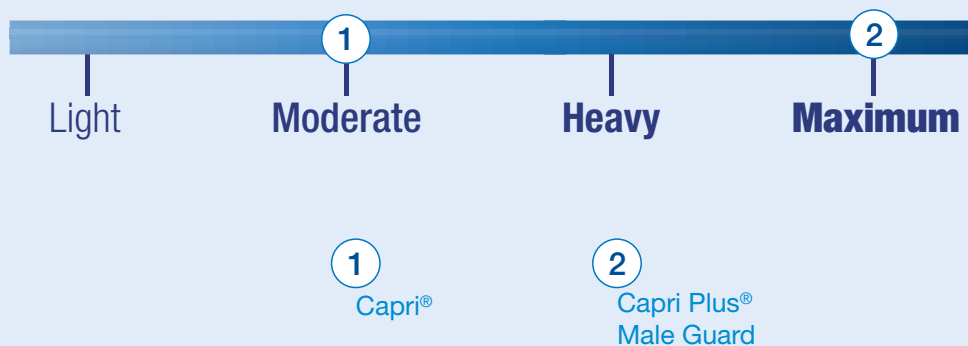 1 2
Light Moderate Heavy Maximum
1 2
Capri® Capri Plus®
Male Guard